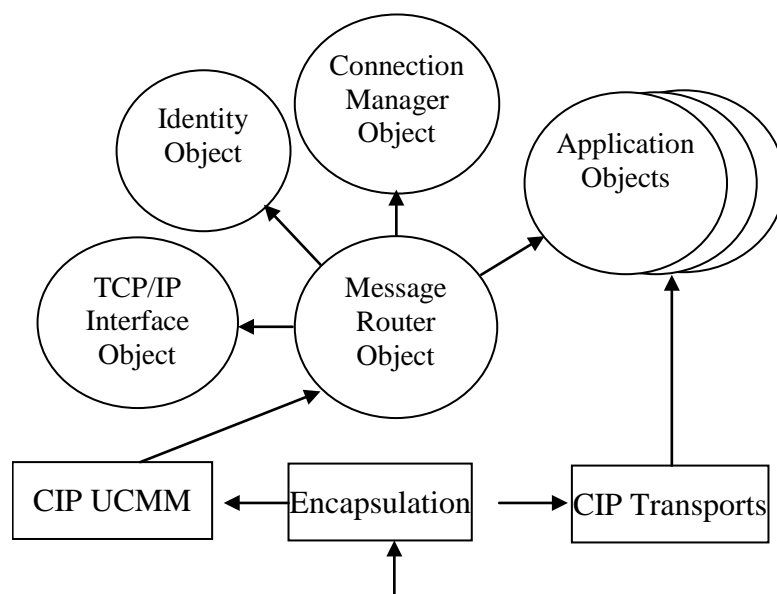 Connection
Manager
Object
Identity
Object
Application
Objects
TCP/IP
Interface
Object
Message
Router
Object
CIP UCMM
Encapsulation
CIP Transports